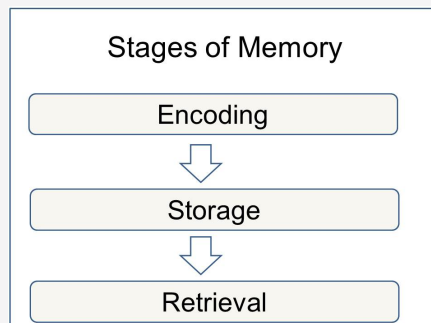 Stages of Memory
Encoding
Storage
Retrieval